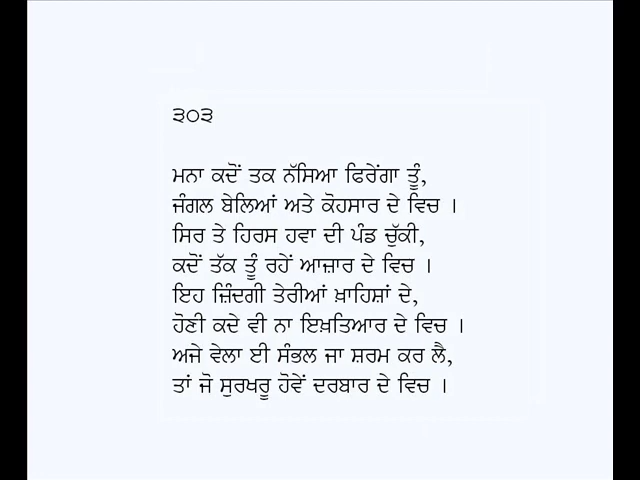 ੩੦੩
ਮਨਾ ਕਦੋਂ ਤਕ ਨੱਸਿਆ ਫਿਰੇਂਗਾ ਤੂੰ,
ਜੰਗਲ ਬੇਲਿਆਂ ਅਤੇ ਕੋਹਸਾਰ ਦੇ ਵਿਚ ।
ਸਿਰ ਤੇ ਹਿਰਸ ਹਵਾ ਦੀ ਪੰਡ ਚੁੱਕੀ,
ਕਦੋਂ ਤੱਕ ਤੂੰ ਰਹੇਂ ਆਜ਼ਾਰ ਦੇ ਵਿਚ ।
ਇਹ ਜ਼ਿੰਦਗੀ ਤੇਰੀਆਂ ਖ਼ਾਹਿਸ਼ਾਂ ਦੇ,
ਹੋਣੀ ਕਦੇ ਵੀ ਨਾ ਇਖ਼ਤਿਆਰ ਦੇ ਵਿਚ ।
ਅਜੇ ਵੇਲਾ ਈ ਸੰਭਲ ਜਾ ਸ਼ਰਮ ਕਰ ਲੈ,
ਤਾਂ ਜੋ ਸੁਰਖਰੂ ਹੋਵੇਂ ਦਰਬਾਰ ਦੇ ਵਿਚ ।